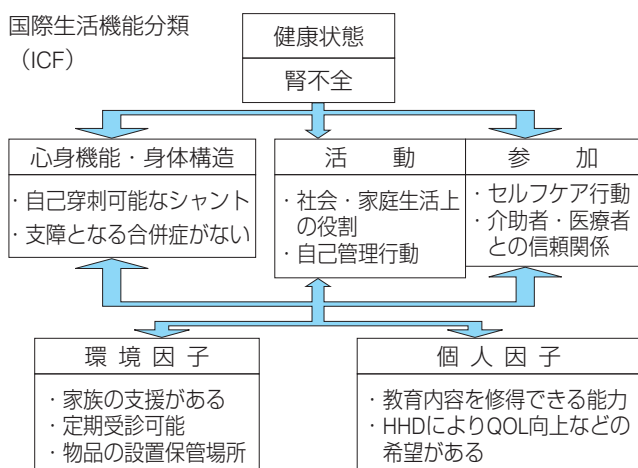 国際生活機能分類
（ICF）
健康状態
腎不全
心身機能・身体構造
・自己穿刺可能なシャント
・支障となる合併症がない
活　動
・社会・家庭生活上
の役割
・自己管理行動
参　加
・セルフケア行動
・介助者・医療者
との信頼関係
環 境 因 子
・家族の支援がある
・定期受診可能
・物品の設置保管場所
個 人 因 子
・教育内容を修得できる能力
・HHDによりQOL向上などの
希望がある